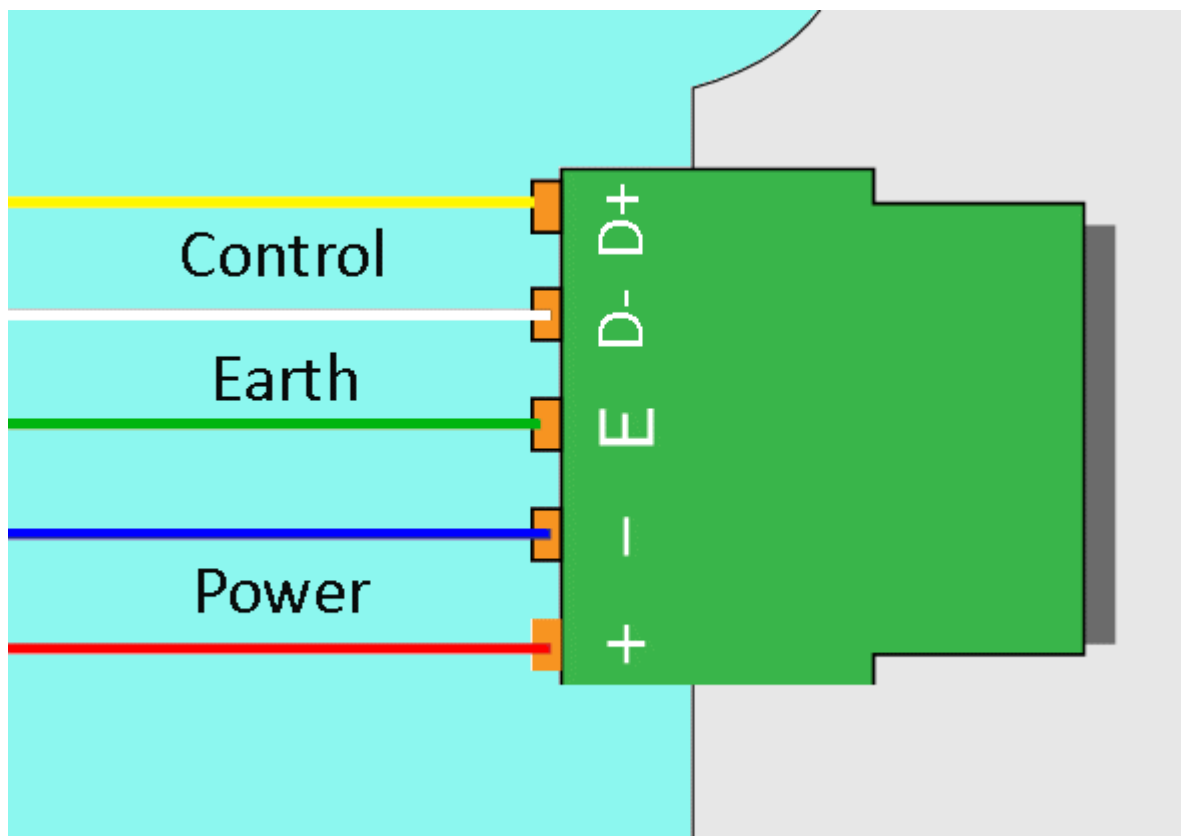 D+
Control
D-
Earth
E
–
Power
+